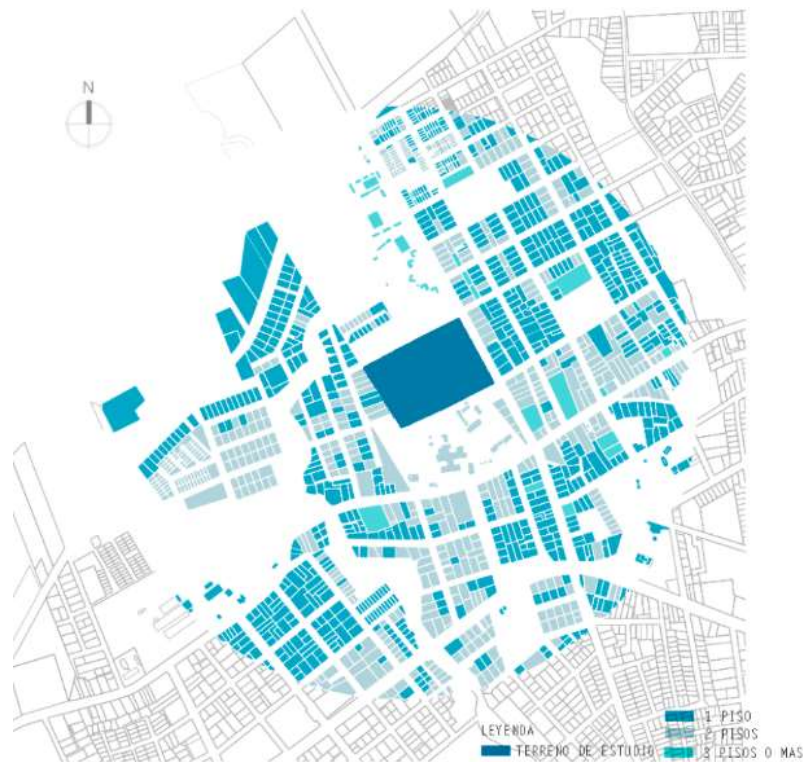 N
LEYENDA
TERRENO DE ESTUDIO
1 PISO
2 PISOS
3 PISOS O MAS